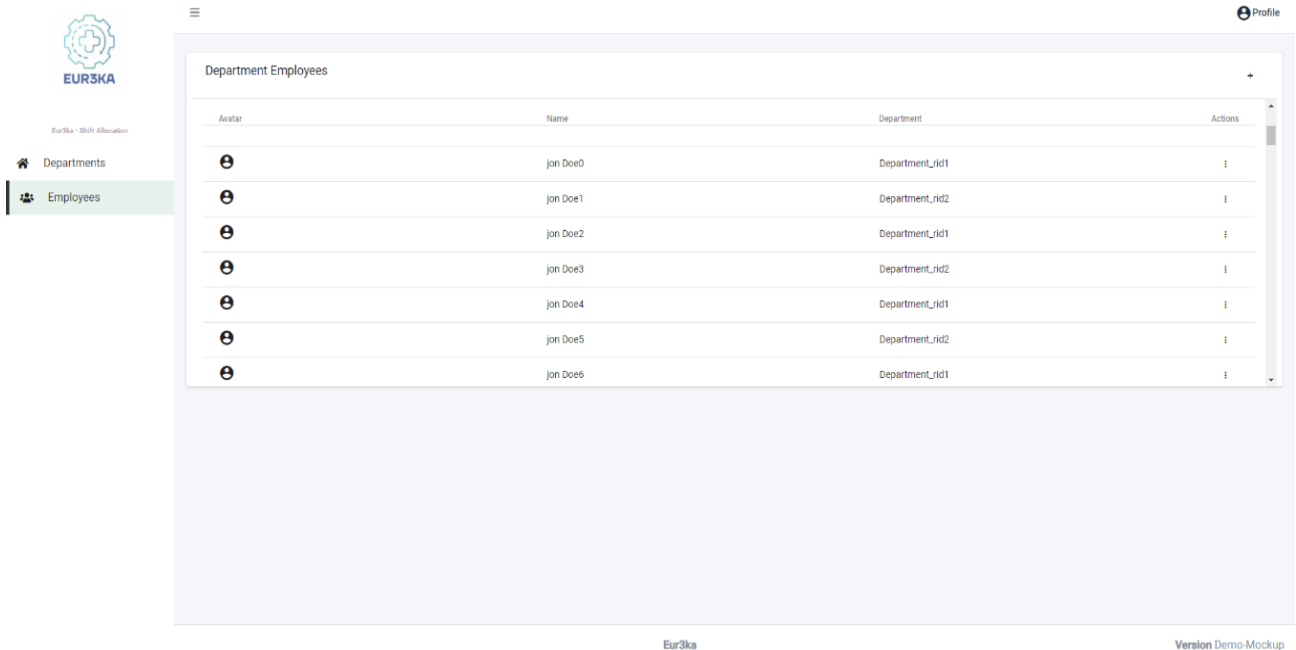 Profile
EUR3KA
Eur3ka - Shift Allocation
Departments
Employees
Department Employees
+
Avatar Name Department Actions
jon Doe0 Department_rid1
jon Doe1 Department_rid2
jon Doe2 Department_rid1
jon Doe3 Department_rid2
jon Doe4 Department_rid1
jon Doe5 Department_rid2
jon Doe6 Department_rid1
Eur3ka Version Demo-Mockup